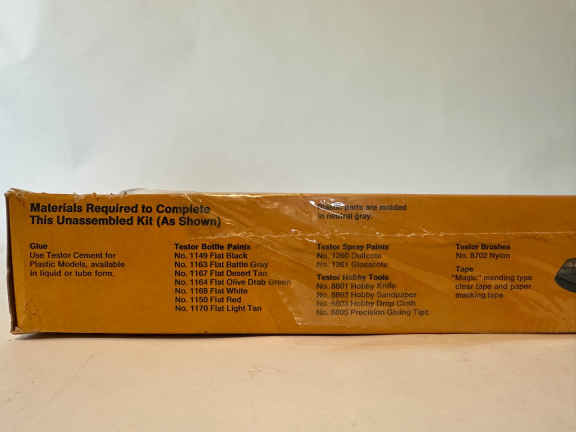 Materials Required to Complete
This Unassembled Kit (As Shown)
parts are molded
in neutral gray.
Glue
Use Testor Cement for
Plastic Models, available
in liquid or tube form.
Testor Bottle Paints
No. 1149 Flat Black
No. 1163 Flat Battle Gray
No. 1167 Flat Desert Tan
No. 1164 Flat Olive Drab Green
No. 1168 Flat White
No. 1150 Flat Red
No. 1170 Flat Light Tan
Testor Spray Paints
No. 1260 Dullcote
No. 1261 Glosscote
Testor Hobby Tools
No. 8801 Hobby Knife
No. 8802 Hobby Sandpaper
No. 8803 Hobby Drop Cloth
No. 8805 Precision Gluing Tips
Testor Brushes
No. 8702 Nylon
Tape
"Magic" mending type
clear tape and paper
masking tape.